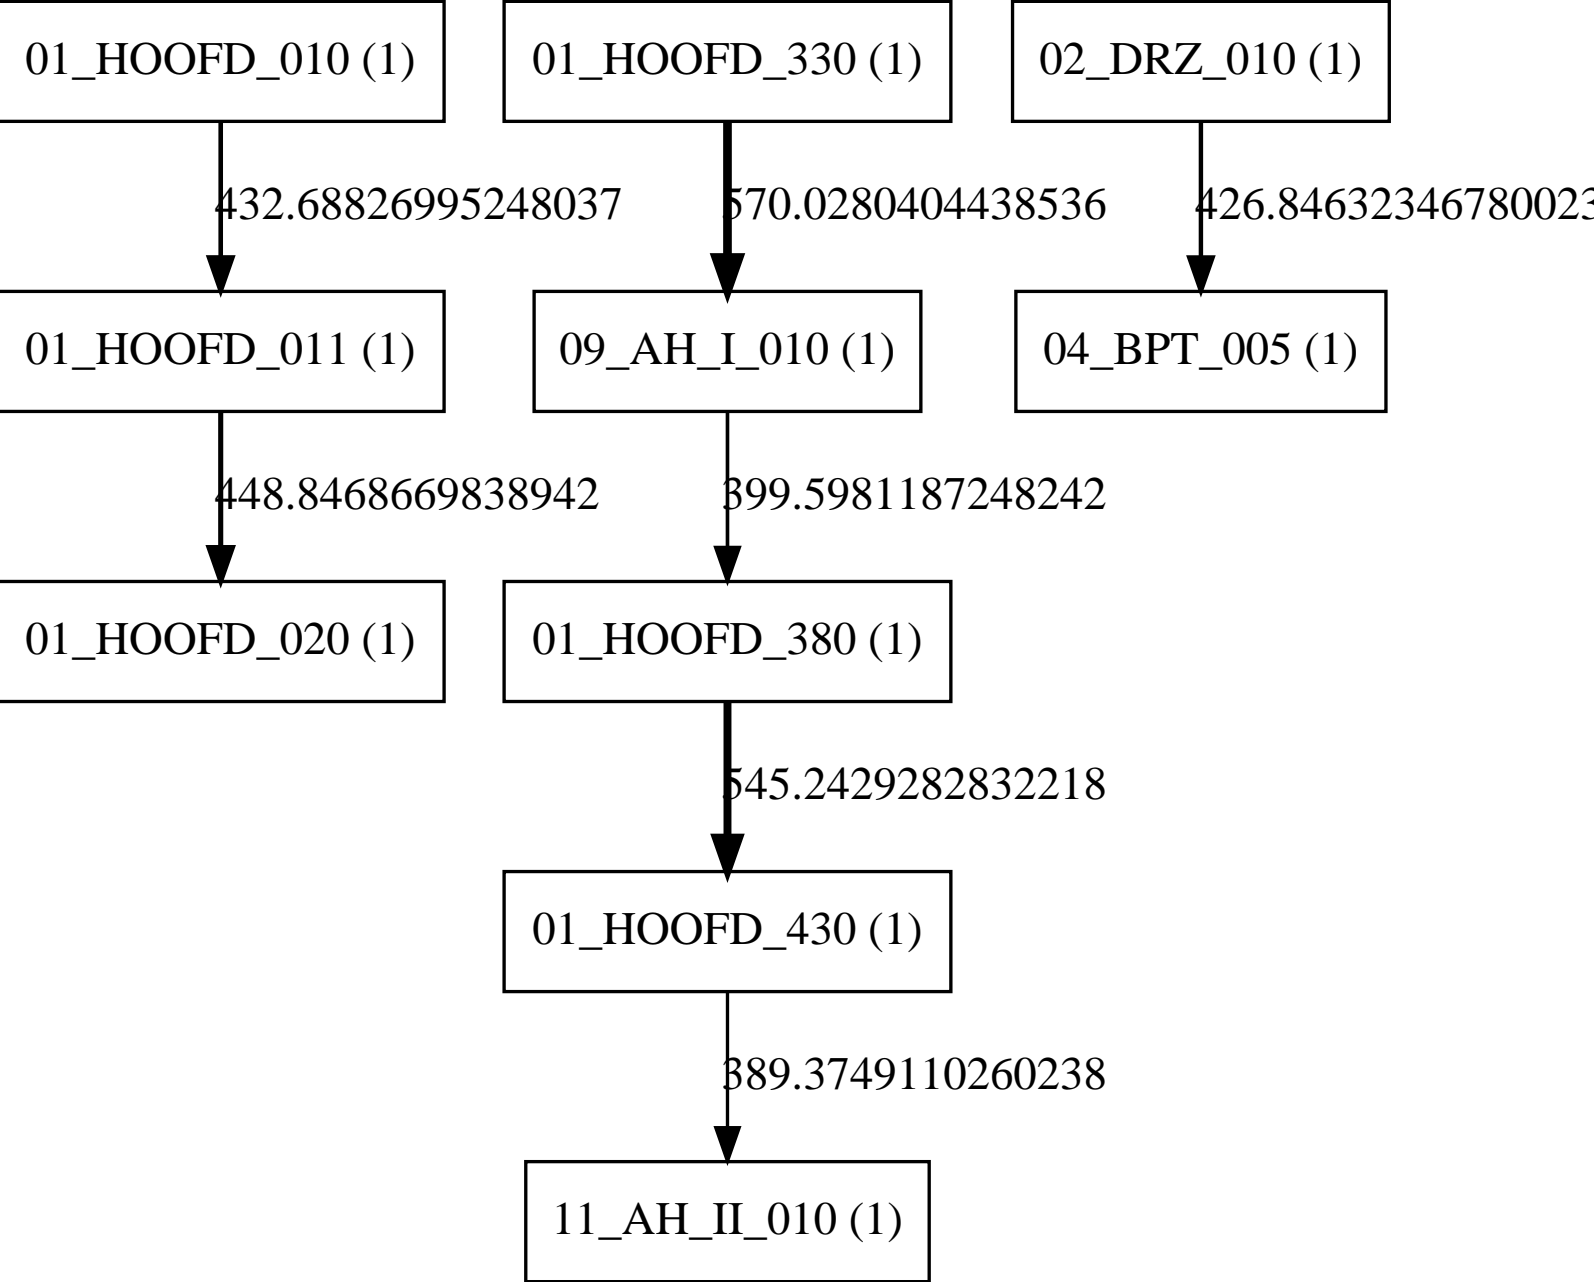 01_HOOFD_010 (1)
01_HOOFD_330 (1)
02_DRZ_010 (1)
432.68826995248037
570.0280404438536
426.84632346780023
01_HOOFD_011 (1)
09_AH_I_010 (1)
04_BPT_005 (1)
448.8468669838942
399.5981187248242
01_HOOFD_020 (1)
01_HOOFD_380 (1)
545.2429282832218
01_HOOFD_430 (1)
389.3749110260238
11_AH_II_010 (1)